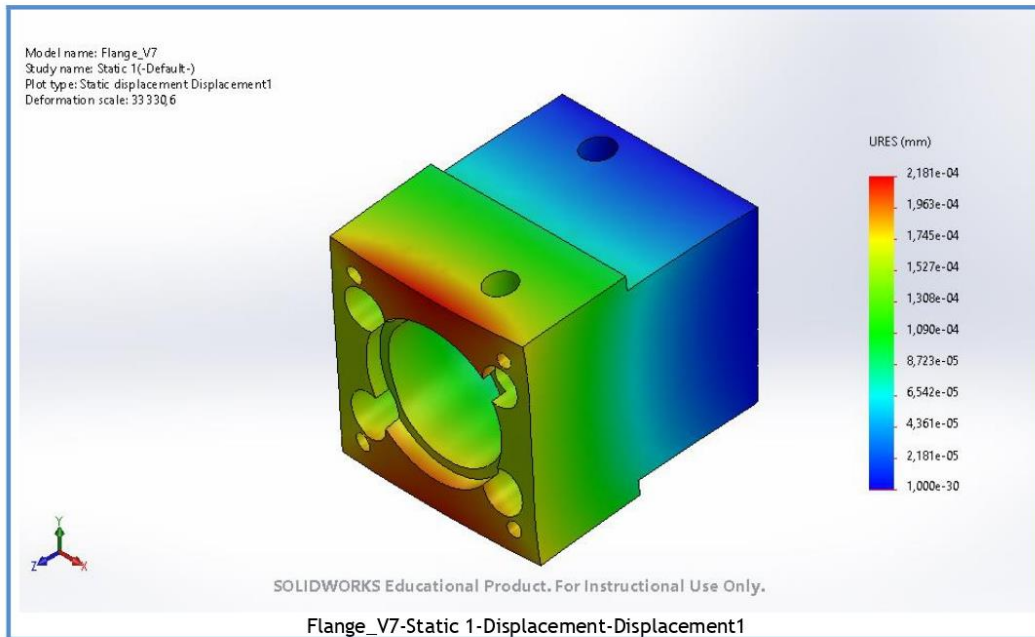 Model name: Flange_V7
Study name: Static 1(-Default-)
Plot type: Static displacement Displacement1
Deformation scale: 33 330,6
URES (mm)
2,181e-04
1,963e-04
1,745e-04
1,527e-04
1,308e-04
1,090e-04
8,723e-05
6,542e-05
4,361e-05
2,181e-05
1,000e-30
Y
Z
X
SOLIDWORKS Educational Product. For Instructional Use Only.
Flange_V7-Static 1-Displacement-Displacement1